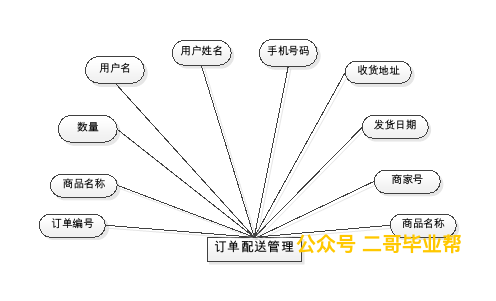 用户姓名
手机号码
用户名
收货地址
数量
发货日期
商品名称
商家号
订单编号
商品名称
订单配送管理
公众号 二哥毕业帮